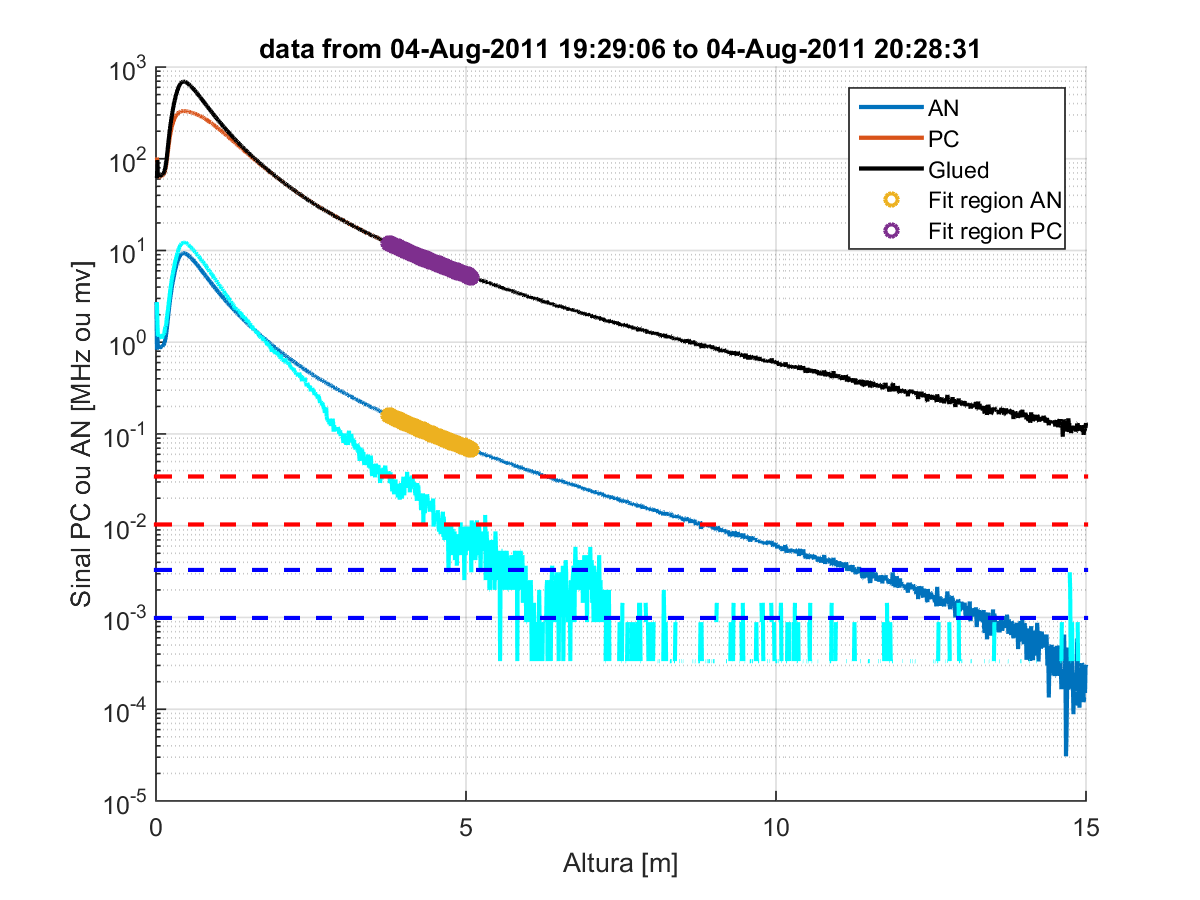 data from 04-Aug-2011 19:29:06 to 04-Aug-2011 20:28:31
AN
PC
Glued
Fit region AN
Fit region PC
Sinal PC ou AN [MHz ou mv]
10^3
10^2
10^1
10^0
10^-1
10^-2
10^-3
10^-4
10^-5
0 5 10 15
Altura [m]